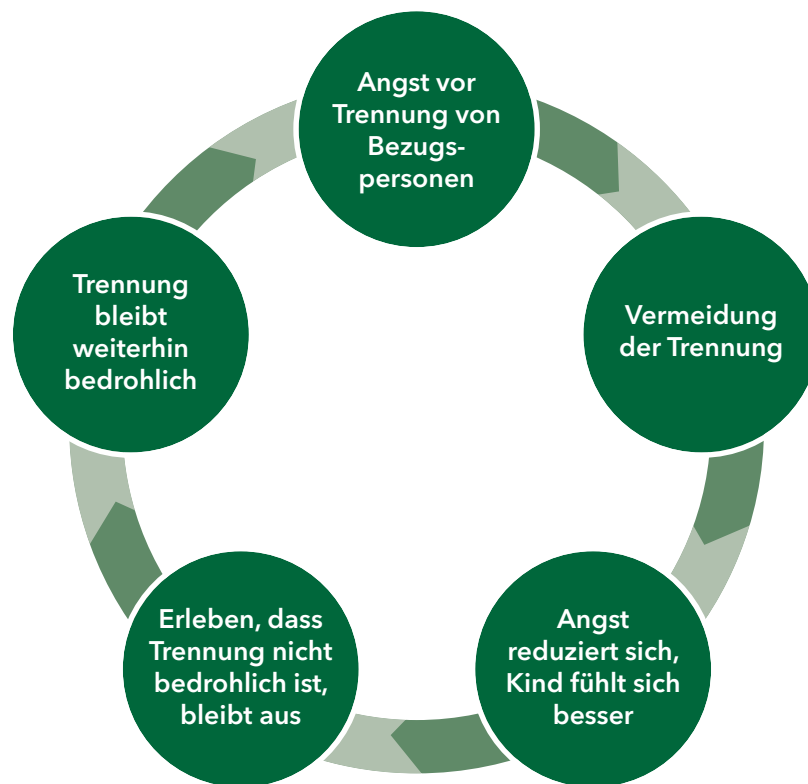 Angst vor
Trennung von
Bezugs-
personen
Vermeidung
der Trennung
Angst
reduziert sich,
Kind fühlt sich
besser
Erleben, dass
Trennung nicht
bedrohlich ist,
bleibt aus
Trennung
bleibt
weiterhin
bedrohlich